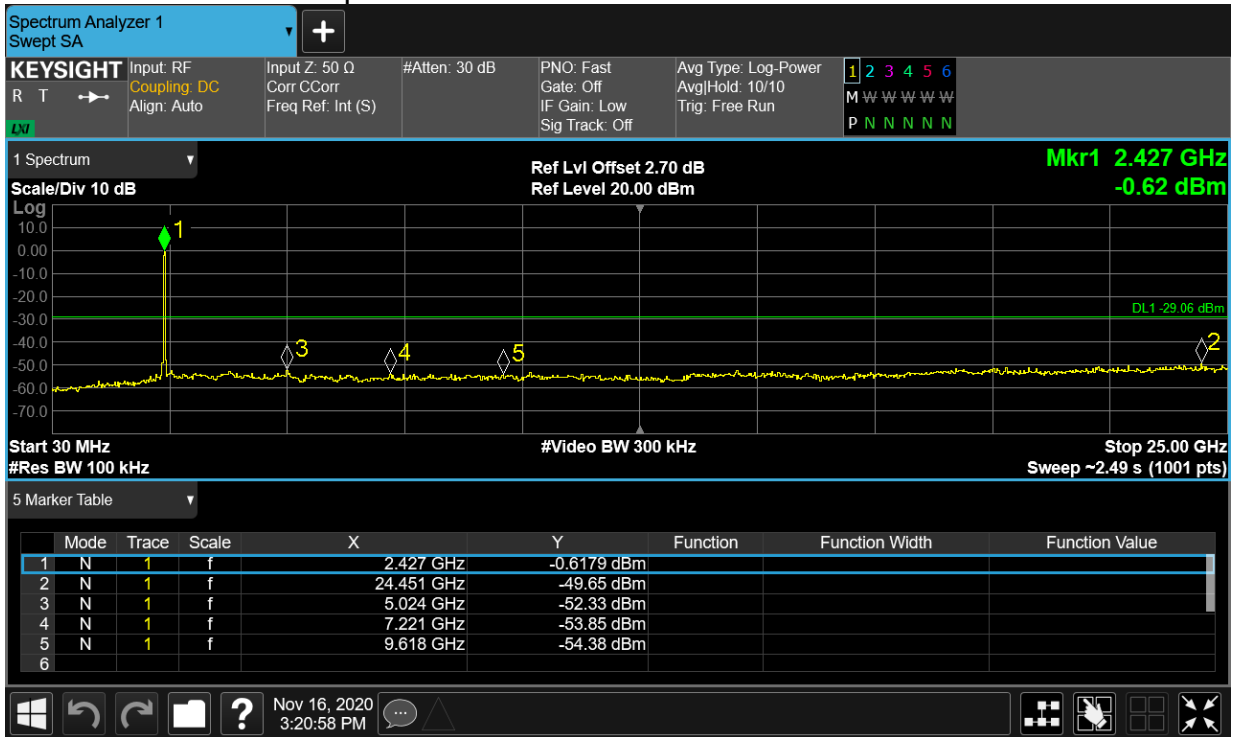 Spectrum Analyzer 1
Swept SA
KEYSIGHT
R T
LXI
Input: RF
Coupling: DC
Align: Auto
Input Z: 50 Ω
Corr CCorr
Freq Ref: Int (S)
#Atten: 30 dB
PNO: Fast
Gate: Off
IF Gain: Low
Sig Track: Off
Avg Type: Log-Power
Avg|Hold: 10/10
Trig: Free Run
1 2 3 4 5 6
M W W W W W
P N N N N N
1 Spectrum
Scale/Div 10 dB
Ref Lvl Offset 2.70 dB
Ref Level 20.00 dBm
Mkr1 2.427 GHz
-0.62 dBm
Log
10.0
0.00
-10.0
-20.0
-30.0
-40.0
-50.0
-60.0
-70.0
1
DL1 -29.06 dBm
3
4
5
2
Start 30 MHz
#Res BW 100 kHz
#Video BW 300 kHz
Stop 25.00 GHz
Sweep ~2.49 s (1001 pts)
5 Marker Table
Mode Trace Scale X Y Function Function Width Function Value
1 N 1 f 2.427 GHz -0.6179 dBm
2 N 1 f 24.451 GHz -49.65 dBm
3 N 1 f 5.024 GHz -52.33 dBm
4 N 1 f 7.221 GHz -53.85 dBm
5 N 1 f 9.618 GHz -54.38 dBm
6
?
Nov 16, 2020
3:20:58 PM